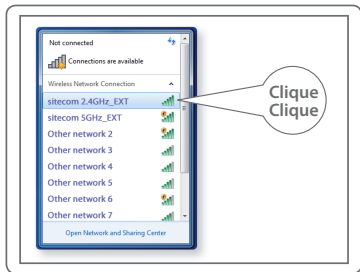 Not connected
Connections are available
Wireless Network Connection
sitecom 2.4GHz_EXT
sitecom 5GHz_EXT
Other network 2
Other network 3
Other network 4
Other network 5
Other network 6
Other network 7
Open Network and Sharing Center
Clique
Clique